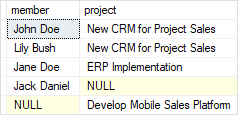 member project
John Doe New CRM for Project Sales
Lily Bush New CRM for Project Sales
Jane Doe ERP Implementation
Jack Daniel NULL
NULL Develop Mobile Sales Platform